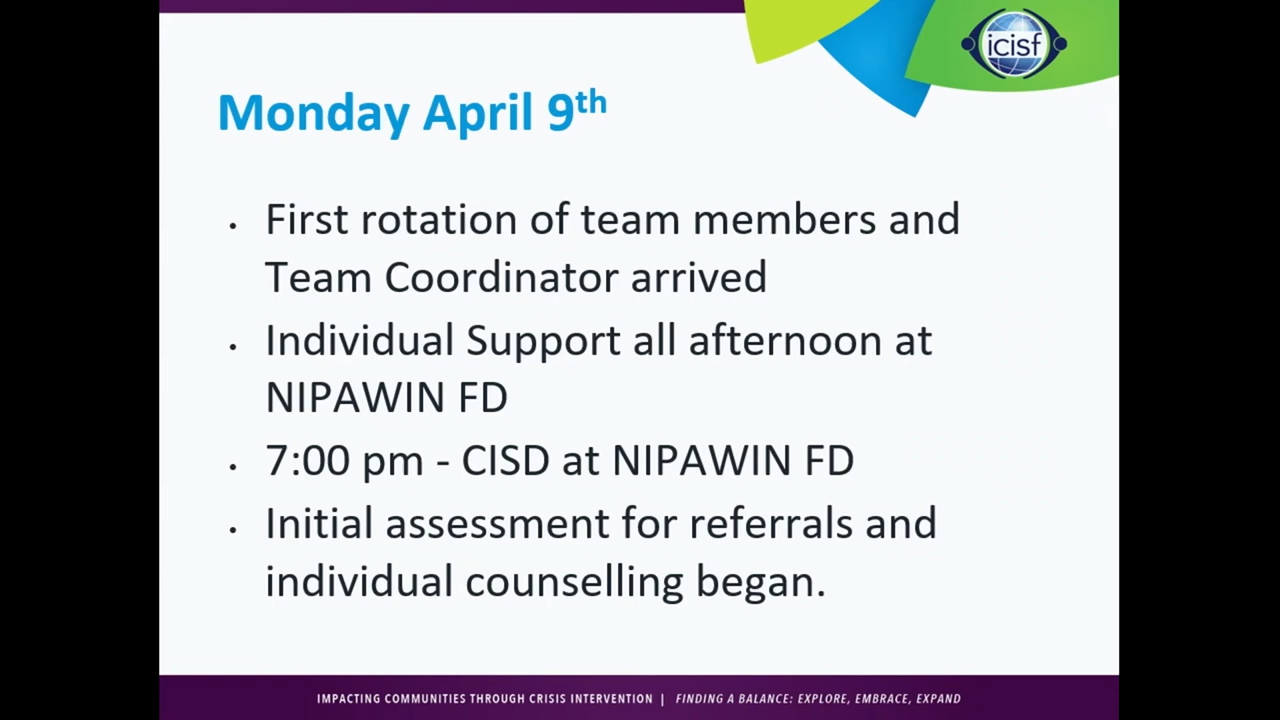 icisf
Monday April 9th
• First rotation of team members and
Team Coordinator arrived
• Individual Support all afternoon at
NIPAWIN FD
• 7:00 pm - CISD at NIPAWIN FD
• Initial assessment for referrals and
individual counselling began.
IMPACTING COMMUNITIES THROUGH CRISIS INTERVENTION | FINDING A BALANCE: EXPLORE, EMBRACE, EXPAND